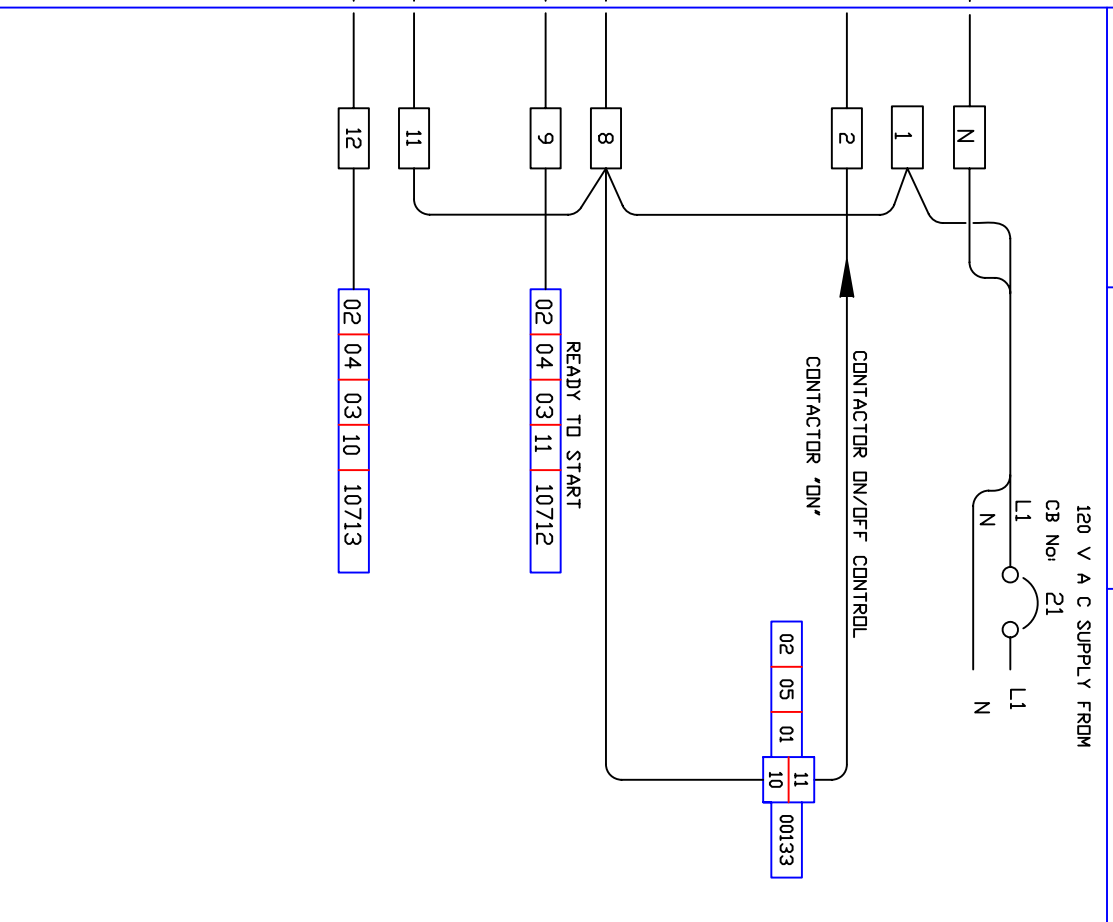 120 V A C SUPPLY FROM
CB No: 21
L1
L1
N
N
N
1
2
8
9
11
12
CONTACTOR ON/OFF CONTROL
CONTACTOR "ON"
02 05 01 11 10 00133
READY TO START
02 04 03 11 10712
02 04 03 10 10713